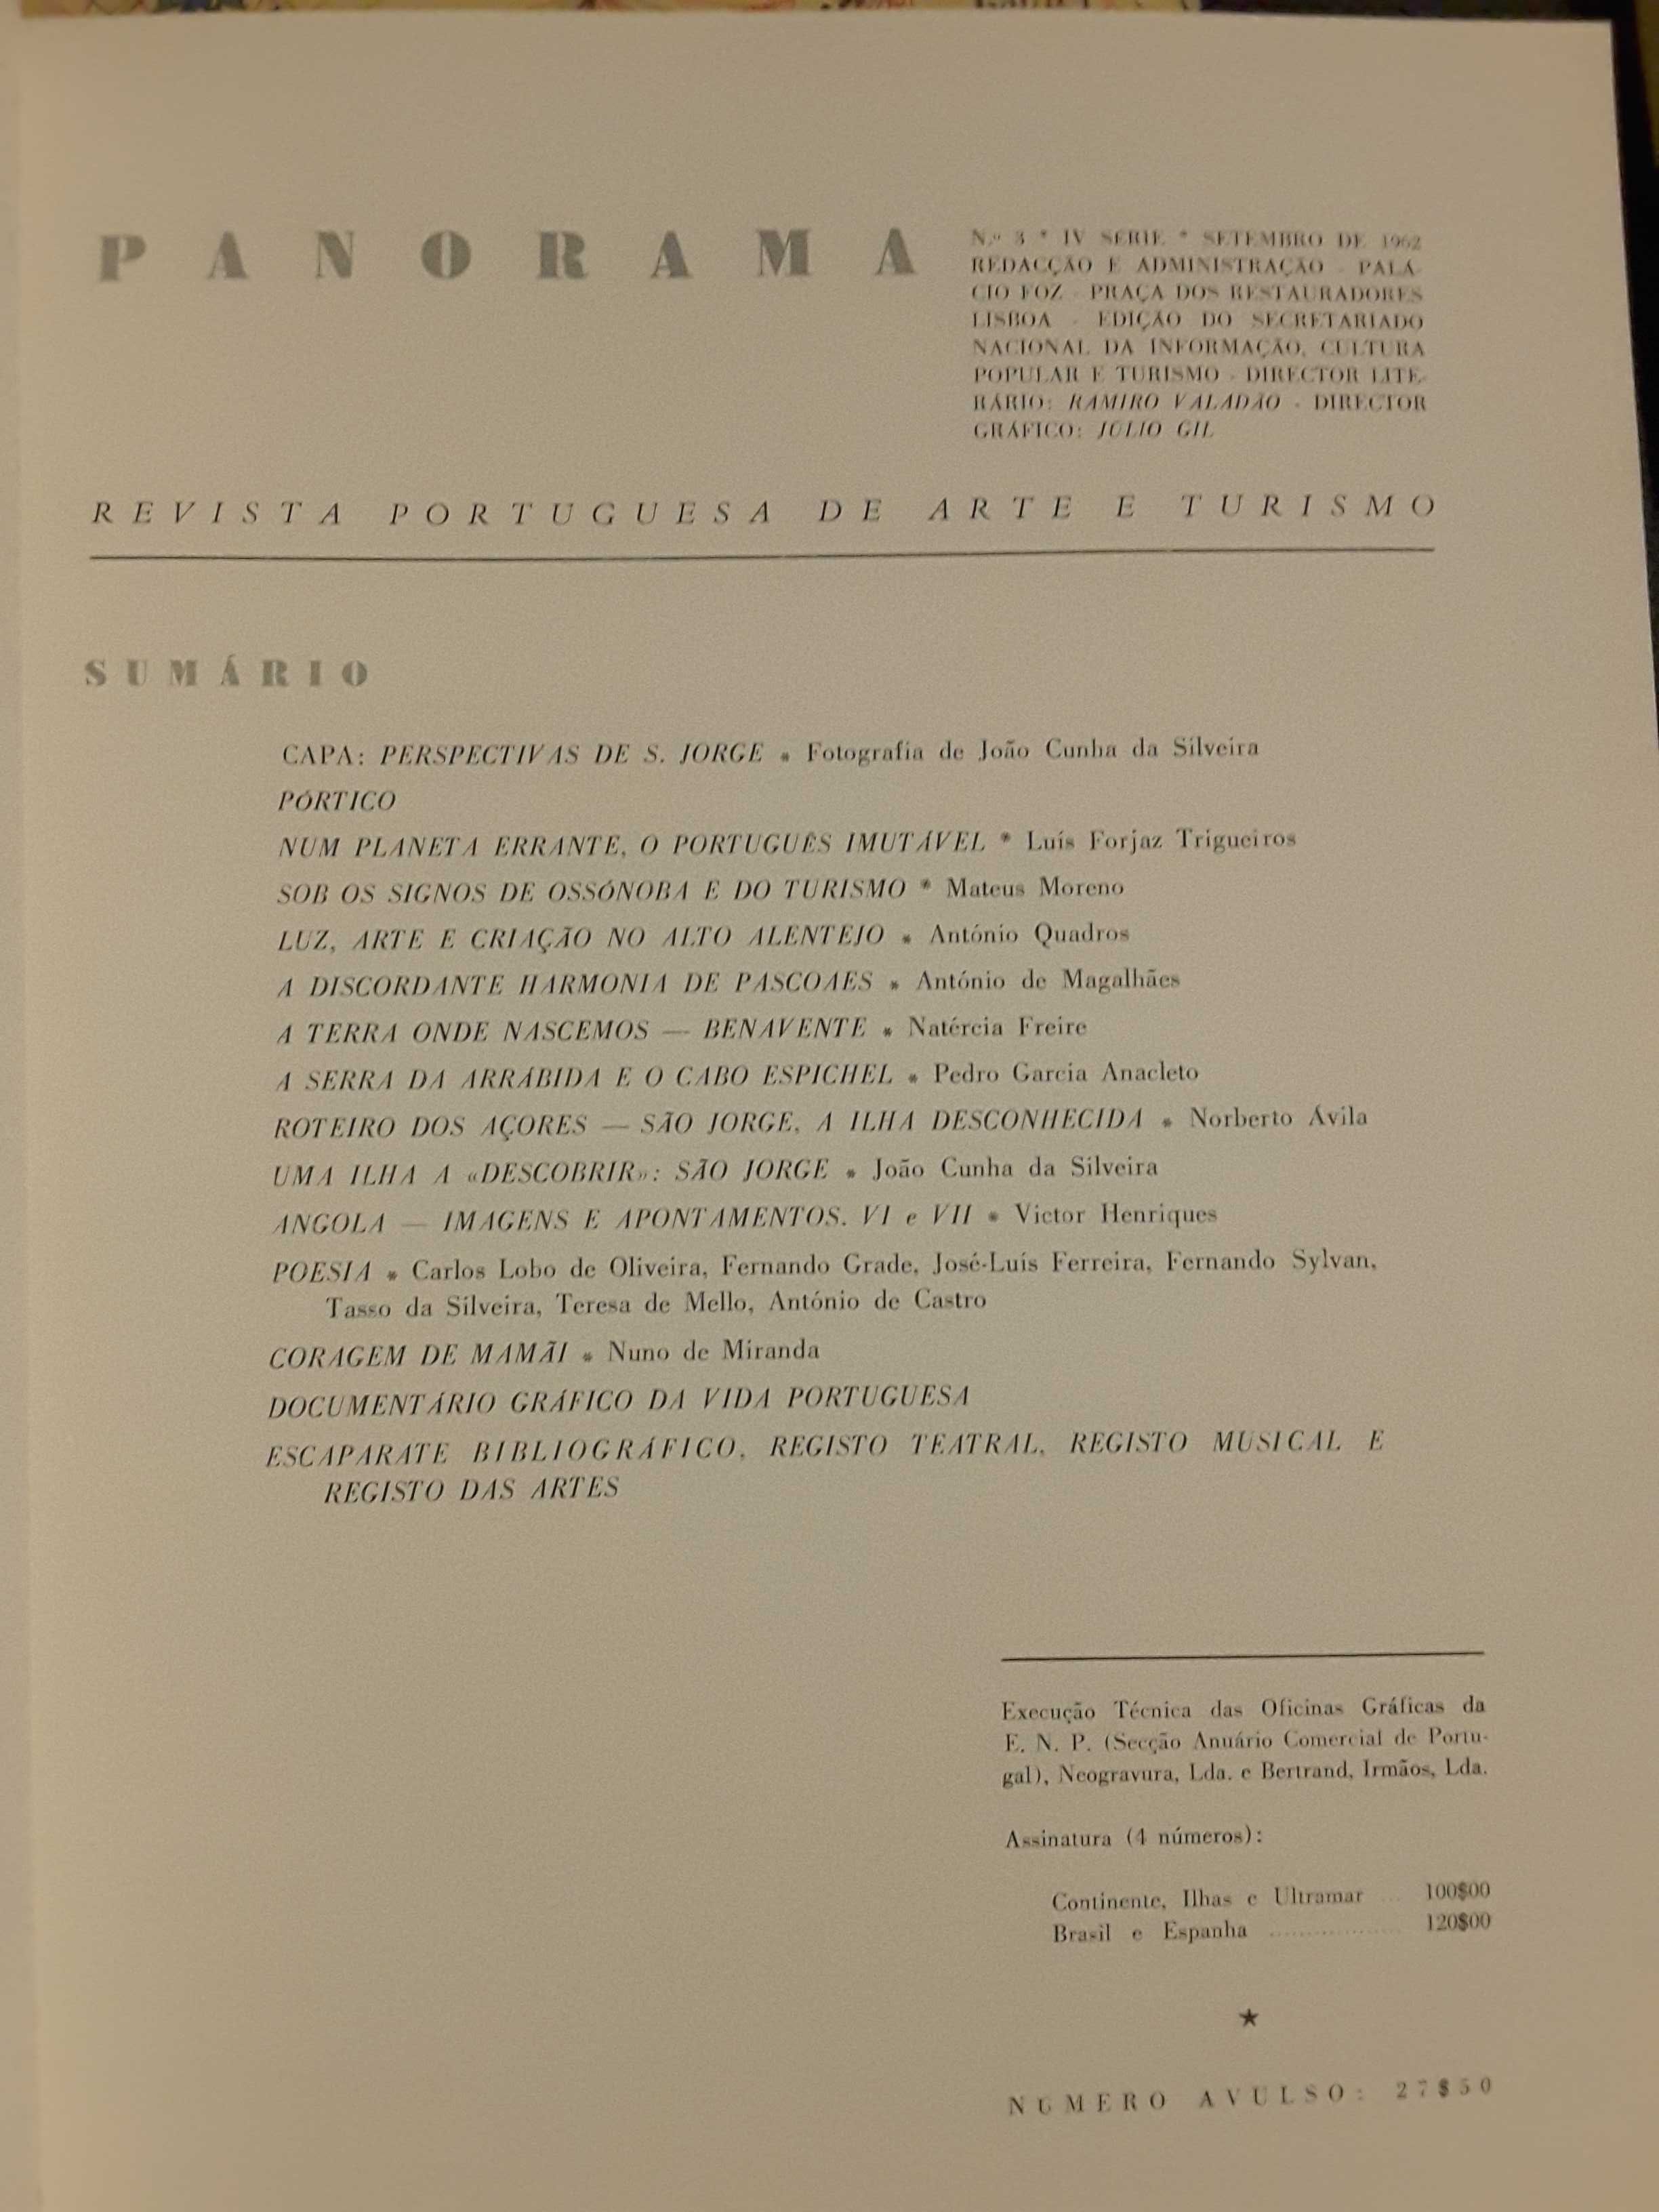 PANORAMA
N.º 3 * IV SÉRIE * SETEMBRO DE 1962
REDACÇÃO E ADMINISTRAÇÃO - PALÁ-
CIO FOZ - PRAÇA DOS RESTAURADORES
LISBOA - EDIÇÃO DO SECRETARIADO
NACIONAL DA INFORMAÇÃO, CULTURA
POPULAR E TURISMO - DIRECTOR LITE-
RÁRIO: RAMIRO VALADÃO - DIRECTOR
GRÁFICO: JÚLIO GIL
REVISTA PORTUGUESA DE ARTE E TURISMO
SUMÁRIO
CAPA: PERSPECTIVAS DE S. JORGE * Fotografia de João Cunha da Silveira
PÓRTICO
NUM PLANETA ERRANTE, O PORTUGUÊS IMUTÁVEL * Luís Forjaz Trigueiros
SOB OS SIGNOS DE OSSÓNOBA E DO TURISMO * Mateus Moreno
LUZ, ARTE E CRIAÇÃO NO ALTO ALENTEJO * António Quadros
A DISCORDANTE HARMONIA DE PASCOAES * António de Magalhães
A TERRA ONDE NASCEMOS — BENAVENTE * Natércia Freire
A SERRA DA ARRÁBIDA E O CABO ESPICHEL * Pedro Garcia Anacleto
ROTEIRO DOS AÇORES — SÃO JORGE, A ILHA DESCONHECIDA * Norberto Ávila
UMA ILHA A «DESCOBRIR»: SÃO JORGE * João Cunha da Silveira
ANGOLA — IMAGENS E APONTAMENTOS. VI e VII * Victor Henriques
POESIA * Carlos Lobo de Oliveira, Fernando Grade, José-Luís Ferreira, Fernando Sylvan,
Tasso da Silveira, Teresa de Mello, António de Castro
CORAGEM DE MAMÃI * Nuno de Miranda
DOCUMENTÁRIO GRÁFICO DA VIDA PORTUGUESA
ESCAPARATE BIBLIOGRÁFICO, REGISTO TEATRAL, REGISTO MUSICAL E
REGISTO DAS ARTES
Execução Técnica das Oficinas Gráficas da
E. N. P. (Secção Anuário Comercial de Portu-
gal), Neogravura, Lda. e Bertrand, Irmãos, Lda.
Assinatura (4 números):
Continente, Ilhas e Ultramar ... 100$00
Brasil e Espanha .................. 120$00
★
NÚMERO AVULSO: 27$50